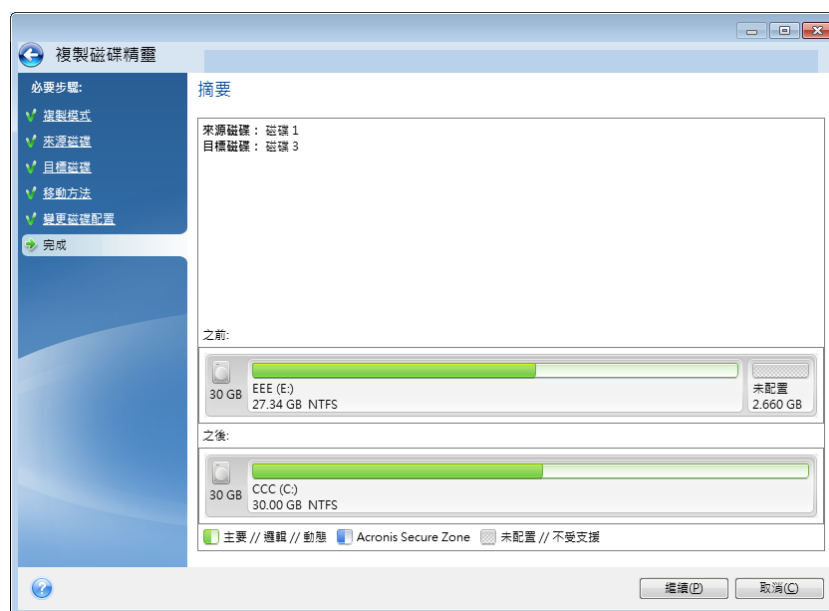 複製磁碟精靈
必要步驟:
複製模式
來源磁碟
目標磁碟
移動方法
變更磁碟配置
完成
摘要
來源磁碟： 磁碟 1
目標磁碟： 磁碟 3
之前:
30 GB
EEE (E:)
27.34 GB NTFS
未配置
2.660 GB
之後:
30 GB
CCC (C:)
30.00 GB NTFS
主要 // 邏輯 // 動態 Acronis Secure Zone 未配置 // 不受支援
繼續(P) 取消(C)